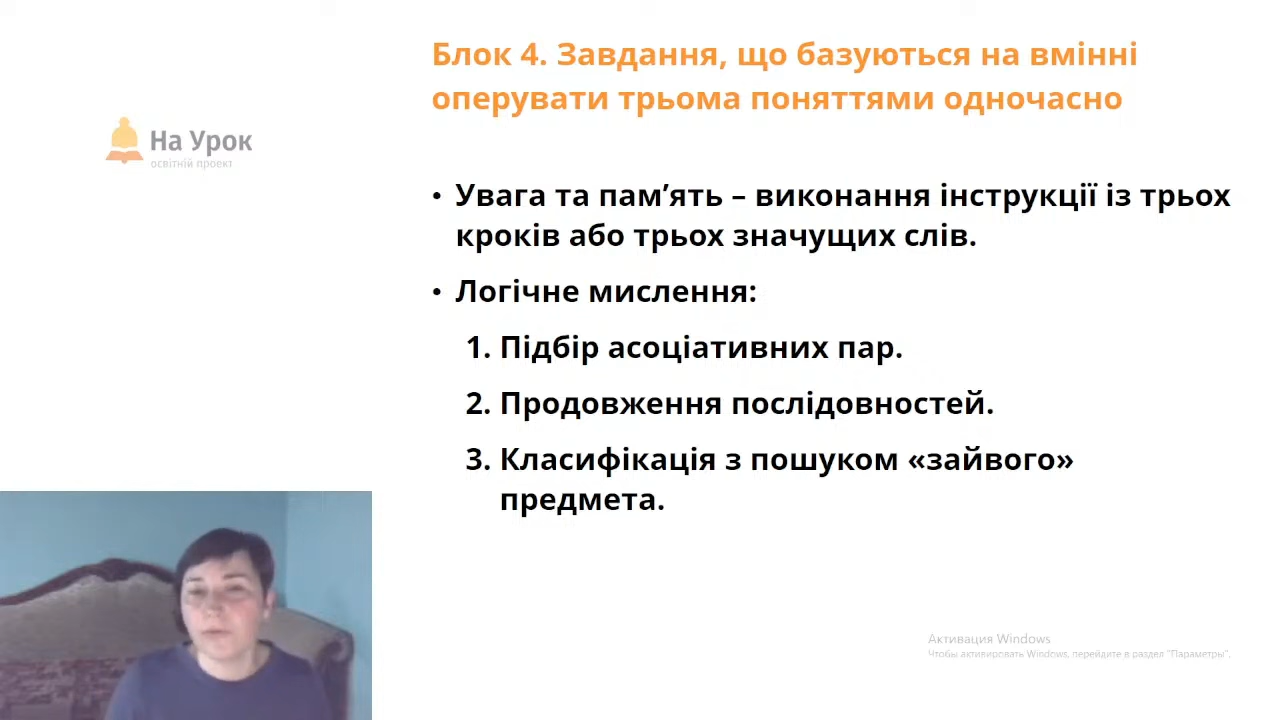 Блок 4. Завдання, що базуються на вмінні
оперувати трьома поняттями одночасно
На Урок
освітній проект
• Увага та пам’ять – виконання інструкції із трьох
кроків або трьох значущих слів.
• Логічне мислення:
1. Підбір асоціативних пар.
2. Продовження послідовностей.
3. Класифікація з пошуком «зайвого»
предмета.
Активация Windows
Чтобы активировать Windows, перейдите в раздел "Параметры".